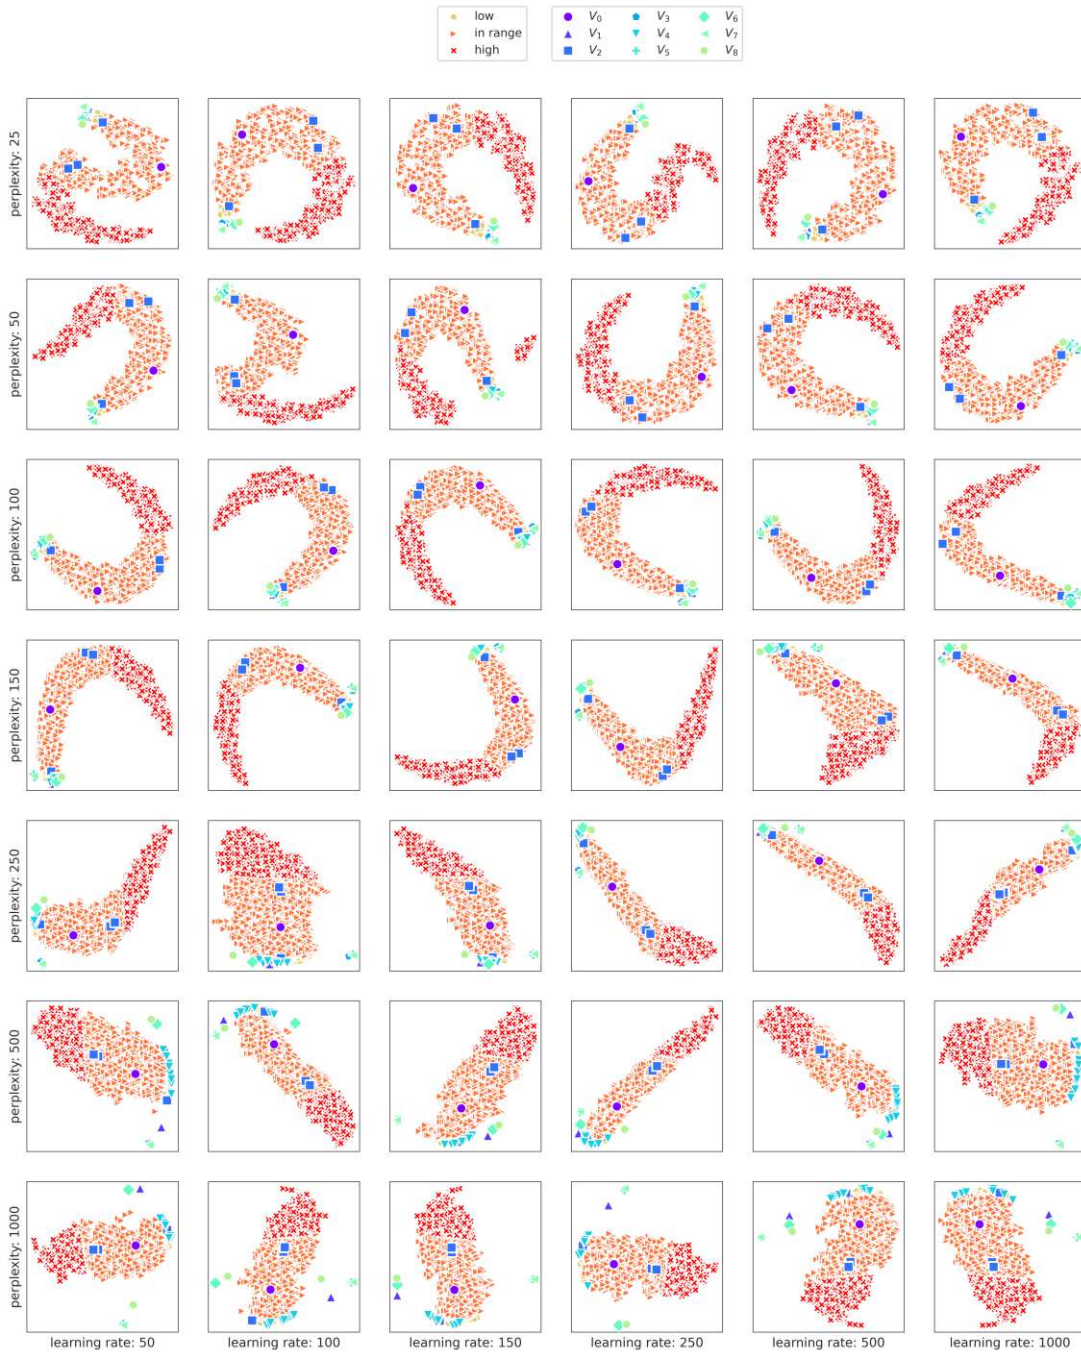 low
in range
high
V0
V1
V2
V3
V4
V5
V6
V7
V8
perplexity: 25
perplexity: 50
perplexity: 100
perplexity: 150
perplexity: 250
perplexity: 500
perplexity: 1000
learning rate: 50
learning rate: 100
learning rate: 150
learning rate: 250
learning rate: 500
learning rate: 1000